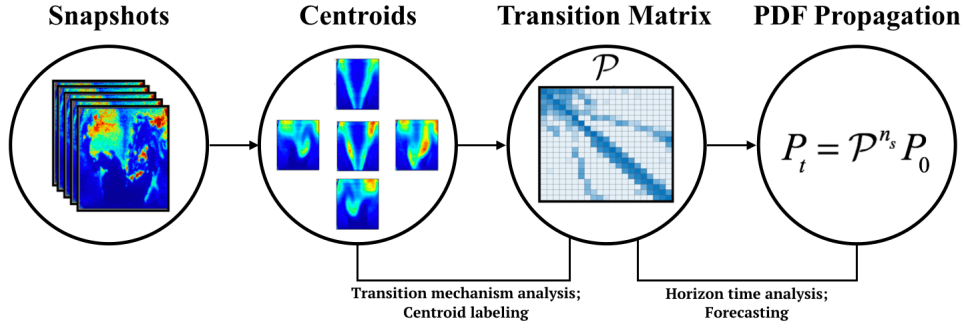 Snapshots
Centroids
Transition Matrix
PDF Propagation
𝒫
P_t = 𝒫^{n_s} P_0
Transition mechanism analysis;
Centroid labeling
Horizon time analysis;
Forecasting